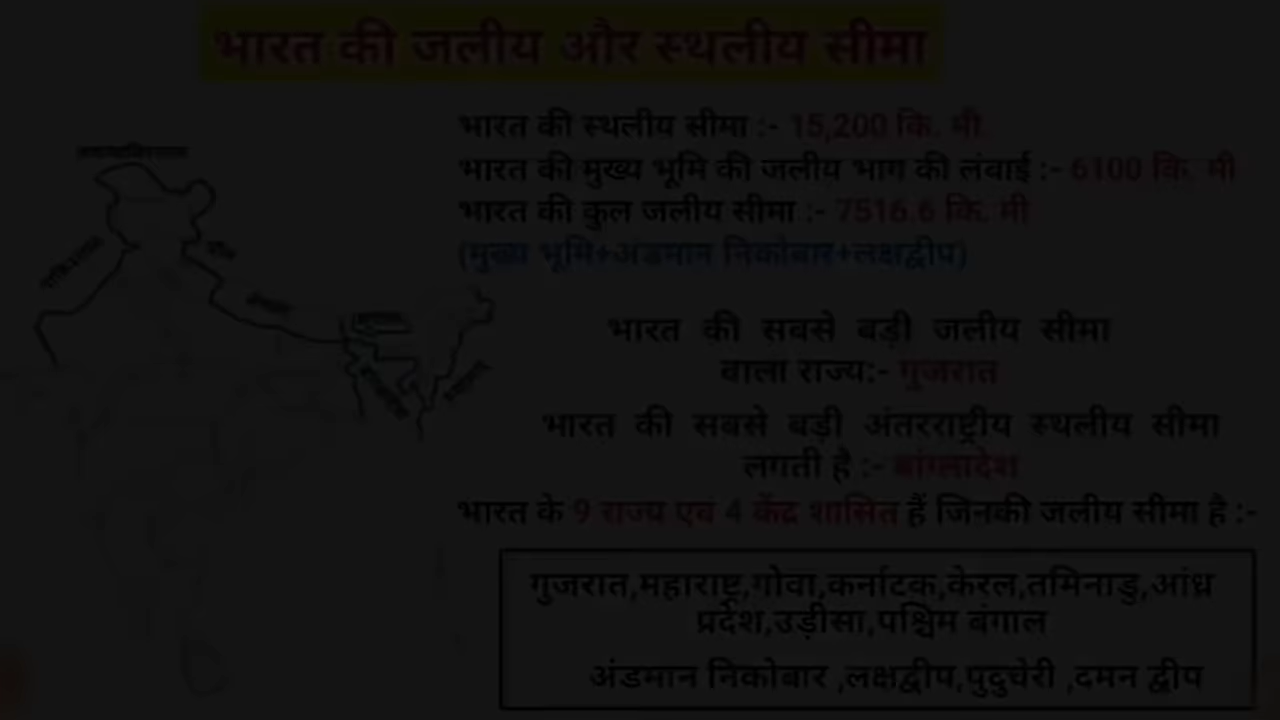 भारत की जलीय और स्थलीय सीमा
भारत की स्थलीय सीमा :- 15,200 कि. मी
भारत की मुख्य भूमि की जलीय भाग की लंबाई :- 6100 कि. मी
भारत की कुल जलीय सीमा :- 7516.6 कि. मी
(मुख्य भूमि+अंडमान निकोबार+लक्षद्वीप)
भारत की सबसे बड़ी जलीय सीमा
वाला राज्य:- गुजरात
भारत की सबसे बड़ी अंतरराष्ट्रीय स्थलीय सीमा
लगती है :- बांग्लादेश
भारत के 9 राज्य एवं 4 केंद्र शासित हैं जिनकी जलीय सीमा है :-
गुजरात,महाराष्ट्र,गोवा,कर्नाटक,केरल,तमिनाडु,आंध्र
प्रदेश,उड़ीसा,पश्चिम बंगाल
अंडमान निकोबार ,लक्षद्वीप,पुदुचेरी ,दमन द्वीप